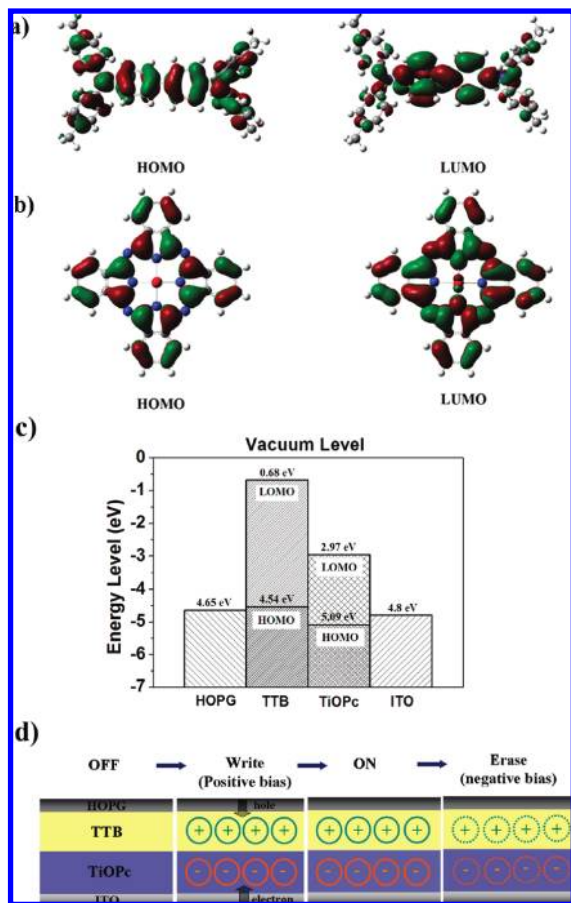 a)
HOMO LUMO
b)
HOMO LUMO
c)
Vacuum Level
Energy Level (eV)
0
-1
-2
-3
-4
-5
-6
-7
0.68 eV
LOMO
2.97 eV
LOMO
4.65 eV
4.54 eV
HOMO
5.09 eV
HOMO
4.8 eV
HOPG TTB TiOPc ITO
d)
OFF Write ON Erase
(Positive bias) (negative bias)
HOPG hole
TTB + + + + + + + + + + + +
TiOPc - - - - - - - - - - - -
ITO electron